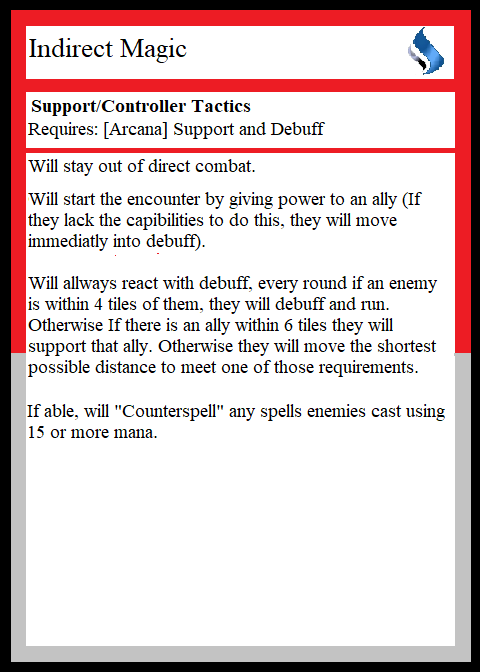 Indirect Magic
Support/Controller Tactics
Requires: [Arcana] Support and Debuff
Will stay out of direct combat.
Will start the encounter by giving power to an ally (If
they lack the capibilities to do this, they will move
immediatly into debuff).
Will allways react with debuff, every round if an enemy
is within 4 tiles of them, they will debuff and run.
Otherwise If there is an ally within 6 tiles they will
support that ally. Otherwise they will move the shortest
possible distance to meet one of those requirements.
If able, will "Counterspell" any spells enemies cast using
15 or more mana.